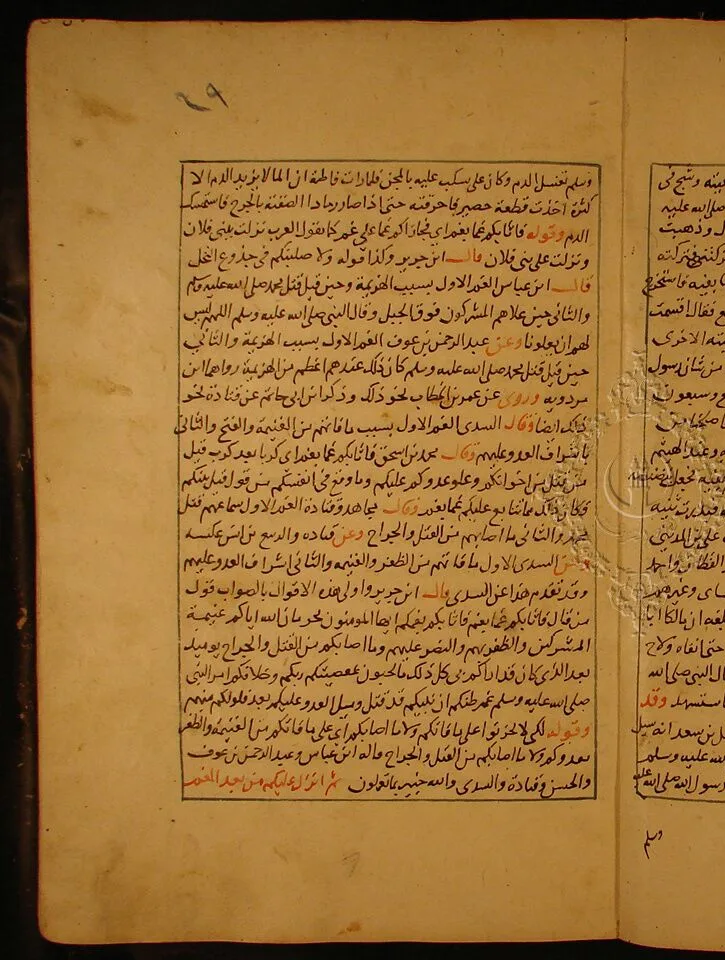 ٤٩
وسلم تغسل الدم وكان علي يسكب عليه بالمجن فلما رات فاطمة ان الما لا يزيد الدم الا
كثرة اخذت قطعة حصير فاحرقته حتى اذا صار رمادا الصقته بالجرح فاستمسك
الدم وقوله فاثابكم غما بغم اي فجازاكم غما على غم كما يقول العرب نزلت ببني فلان
ونزلت على بني فلان قال ابن جرير وكذا قوله ولاصلبنكم في جذوع النخل
قال ابن عباس الغم الاول بسبب الهزيمة وحين قيل قتل محمد صلى الله عليه وسلم
والثاني حين علاهم المشركون فوق الجبل وقال النبي صلى الله عليه وسلم اللهم ليس
لهم ان يعلونا وعن عبد الرحمن بن عوف الغم الاول بسبب الهزيمة والثاني
حين قيل قتل محمد صلى الله عليه وسلم كان ذلك عندهم اعظم من الهزيمة رواهما ابن
مردويه وروى عن عمر بن الخطاب نحو ذلك وذكر ابن ابي حاتم عن قتادة نحو
ذلك ايضا وقال السدي الغم الاول بسبب ما فاتهم من الغنيمة والفتح والثاني
باشراف العدو عليهم وقال محمد بن اسحق فاثابكم غما بغم اي كربا بعد كرب قتل
من قتل من اخوانكم وعلو عدوكم عليكم وما وقع في انفسكم من قول قتل نبيكم
فكان ذلك مما تتابع عليكم غما بغم وقال مجاهد وقتادة الغم الاول سماعهم قتل
محمد والثاني ما اصابهم من القتل والجراح وعن قتادة والربيع بن انس عكسه
وعن السدي الاول ما فاتهم من الظفر والغنيمة والثاني اشراف العدو عليهم
وقد تقدم هذا عن السدي قال ابن جرير واولى هذه الاقوال بالصواب قول
من قال فاثابكم غما بغم فاثابكم بغمكم ايها المومنون بحرمان الله اياكم غنيمة
المشركين والظفر بهم والنصر عليهم وما اصابكم من القتل والجراح يوميذ
بعد الذي كان قد اراكم في كل ذلك ما تحبون بمعصيتكم ربكم وخلافكم امر النبي
صلى الله عليه وسلم غم ظنكم ان نبيكم قد قتل وميل العدو عليكم بعد فلولكم منهم
وقوله لكي لا تحزنوا على ما فاتكم ولا ما اصابكم اي على ما فاتكم من الغنيمة والظفر
بعدوكم ولا ما اصابكم من القتل والجراح قاله ابن عباس وعبد الرحمن بن عوف
والحسن وقتادة والسدي والله خبير بما تعملون ثم انزل عليكم من بعد الغم
وسلم